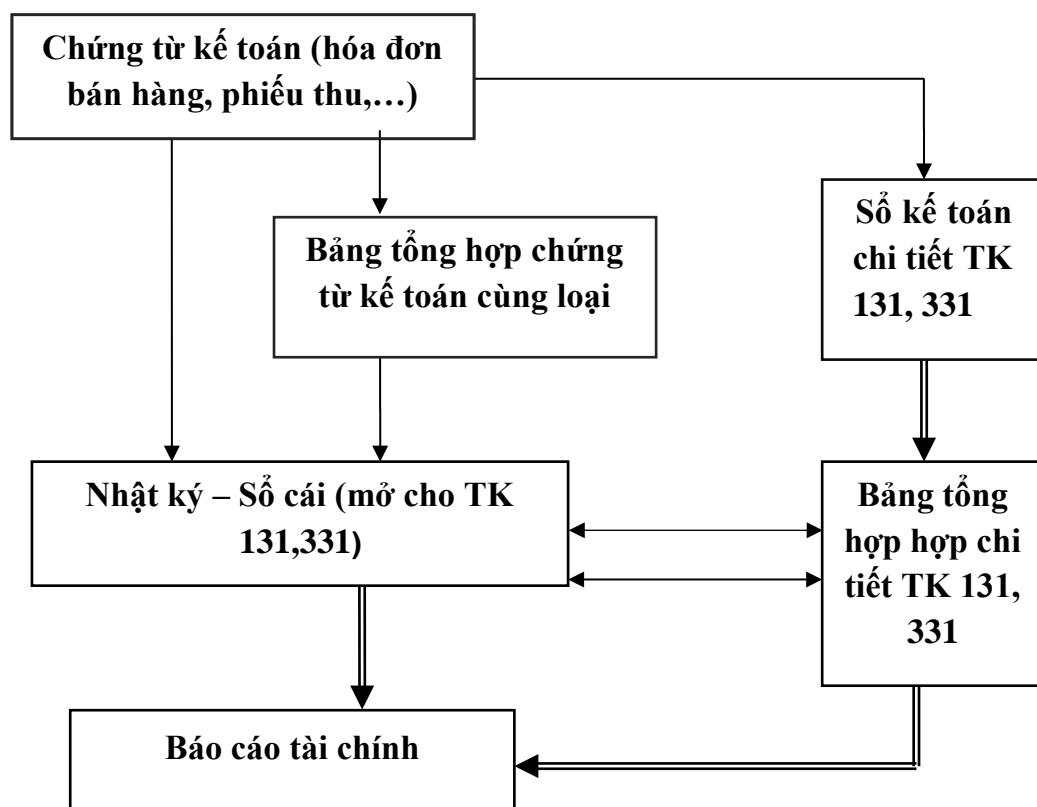 Chứng từ kế toán (hóa đơn
bán hàng, phiếu thu,…)
Sổ kế toán
chi tiết TK
131, 331
Bảng tổng hợp chứng
từ kế toán cùng loại
Nhật ký – Sổ cái (mở cho TK
131,331)
Bảng tổng
hợp hợp chi
tiết TK 131,
331
Báo cáo tài chính